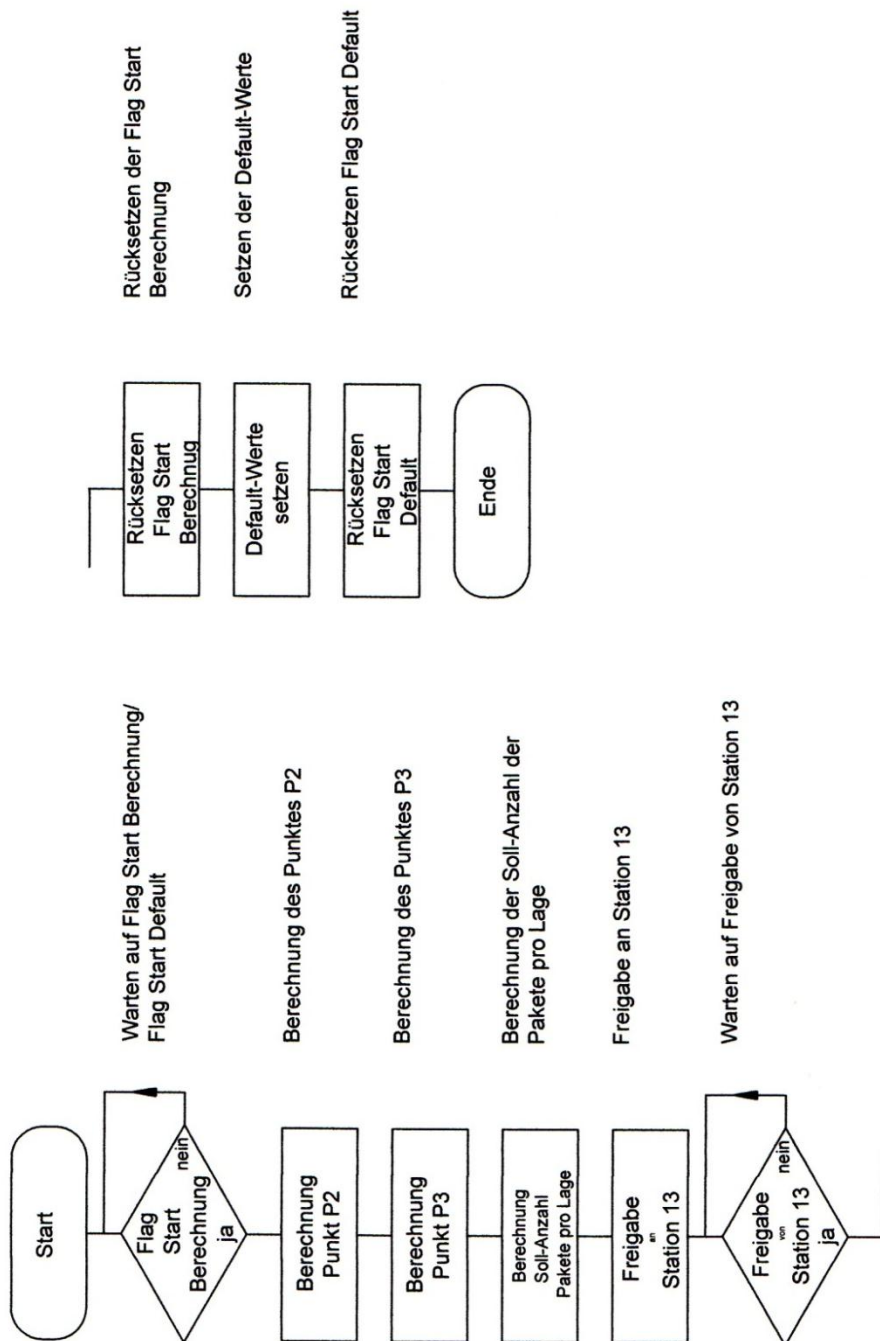 Start
Flag
Start
Berechnung
nein
ja
Warten auf Flag Start Berechnung/
Flag Start Default
Berechnung
Punkt P2
Berechnung des Punktes P2
Berechnung
Punkt P3
Berechnung des Punktes P3
Berechnung
Soll-Anzahl
Pakete pro Lage
Berechnung der Soll-Anzahl der
Pakete pro Lage
Freigabe
an
Station 13
Freigabe an Station 13
Freigabe
von
Station 13
nein
ja
Warten auf Freigabe von Station 13
Rücksetzen
Flag Start
Berechnug
Rücksetzen der Flag Start
Berechnung
Default-Werte
setzen
Setzen der Default-Werte
Rücksetzen
Flag Start
Default
Rücksetzen Flag Start Default
Ende